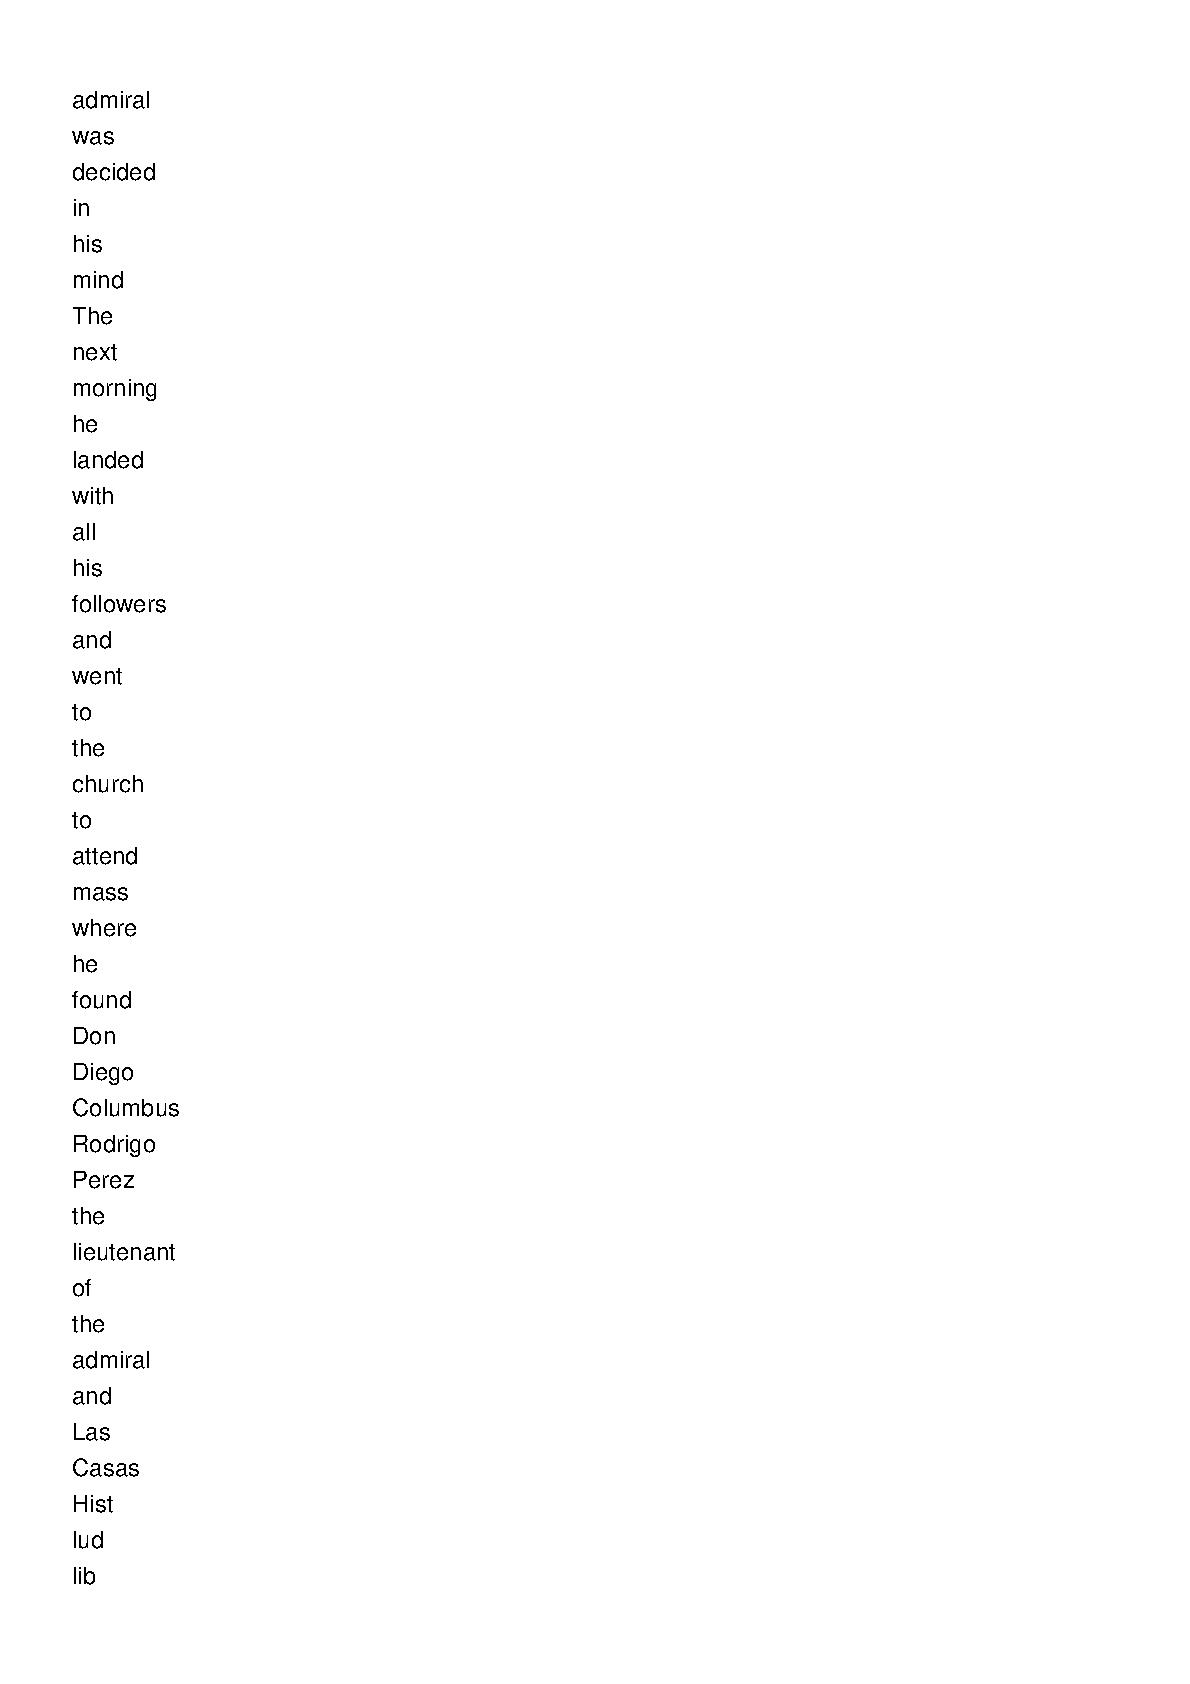 admiral
was
decided
in
his
mind
The
next
morning
he
landed
with
all
his
followers
and
went
to
the
church
to
attend
mass
where
he
found
Don
Diego
Columbus
Rodrigo
Perez
the
lieutenant
of
the
admiral
and
Las
Casas
Hist
lud
lib